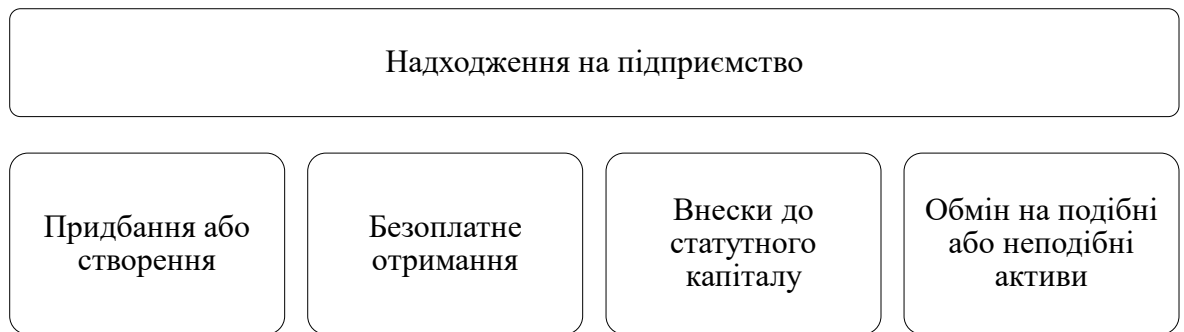 Надходження на підприємство
Придбання або
створення
Безоплатне
отримання
Внески до
статутного
капіталу
Обмін на подібні
або неподібні
активи